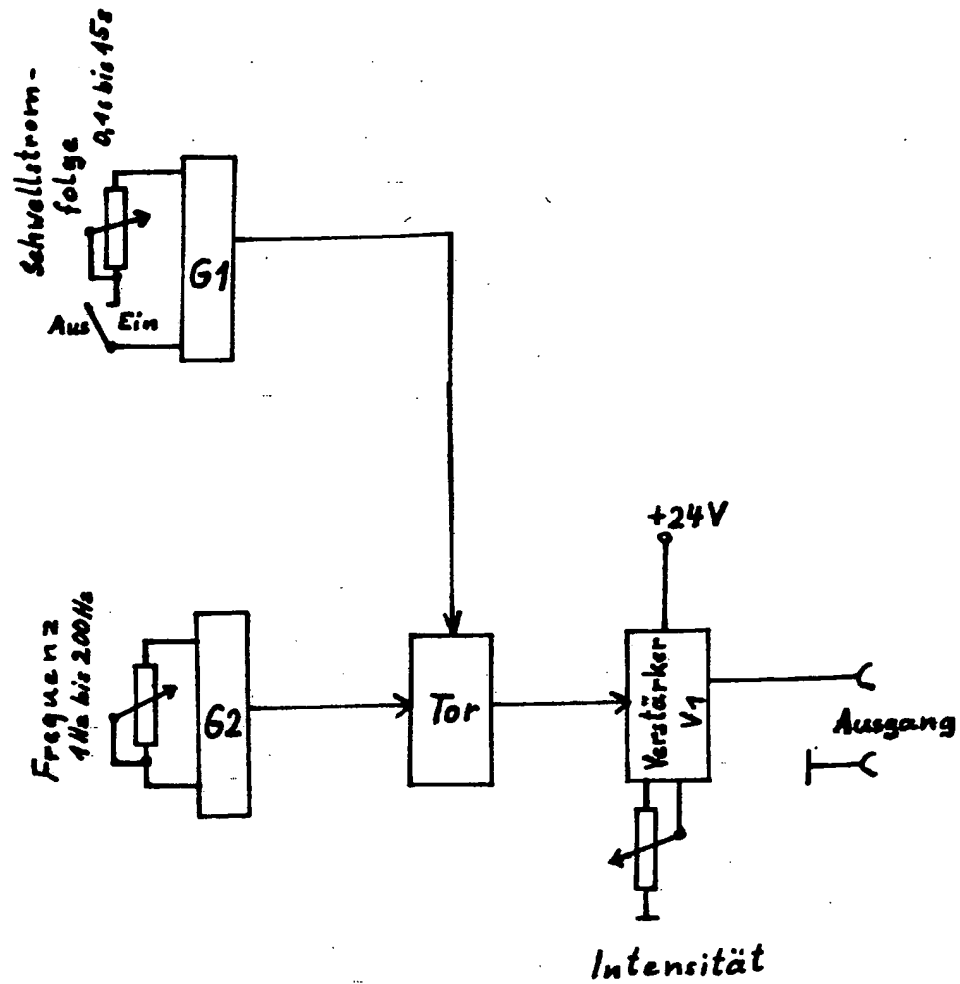 Schwellstrom-
folge
0,1s bis 15s
G1
Aus
Ein
+24V
Frequenz
1Hz bis 200Hz
G2
Tor
Verstärker
V1
Ausgang
Intensität